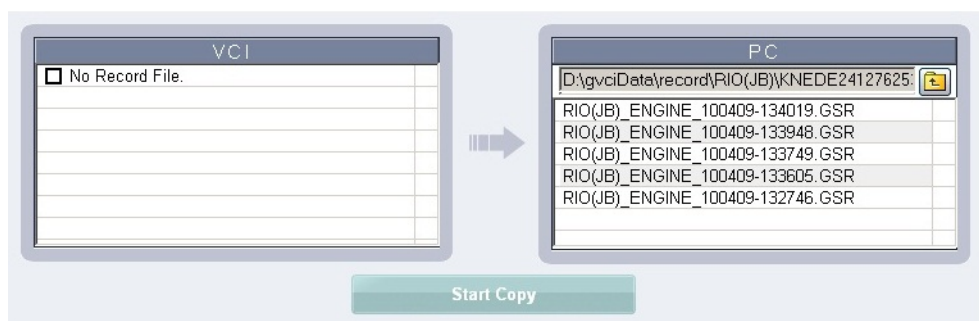 VCI
No Record File.
PC
D:\gvciData\record\RIO(JB)\KNEDE24127625:
RIO(JB)_ENGINE_100409-134019.GSR
RIO(JB)_ENGINE_100409-133948.GSR
RIO(JB)_ENGINE_100409-133749.GSR
RIO(JB)_ENGINE_100409-133605.GSR
RIO(JB)_ENGINE_100409-132746.GSR
Start Copy